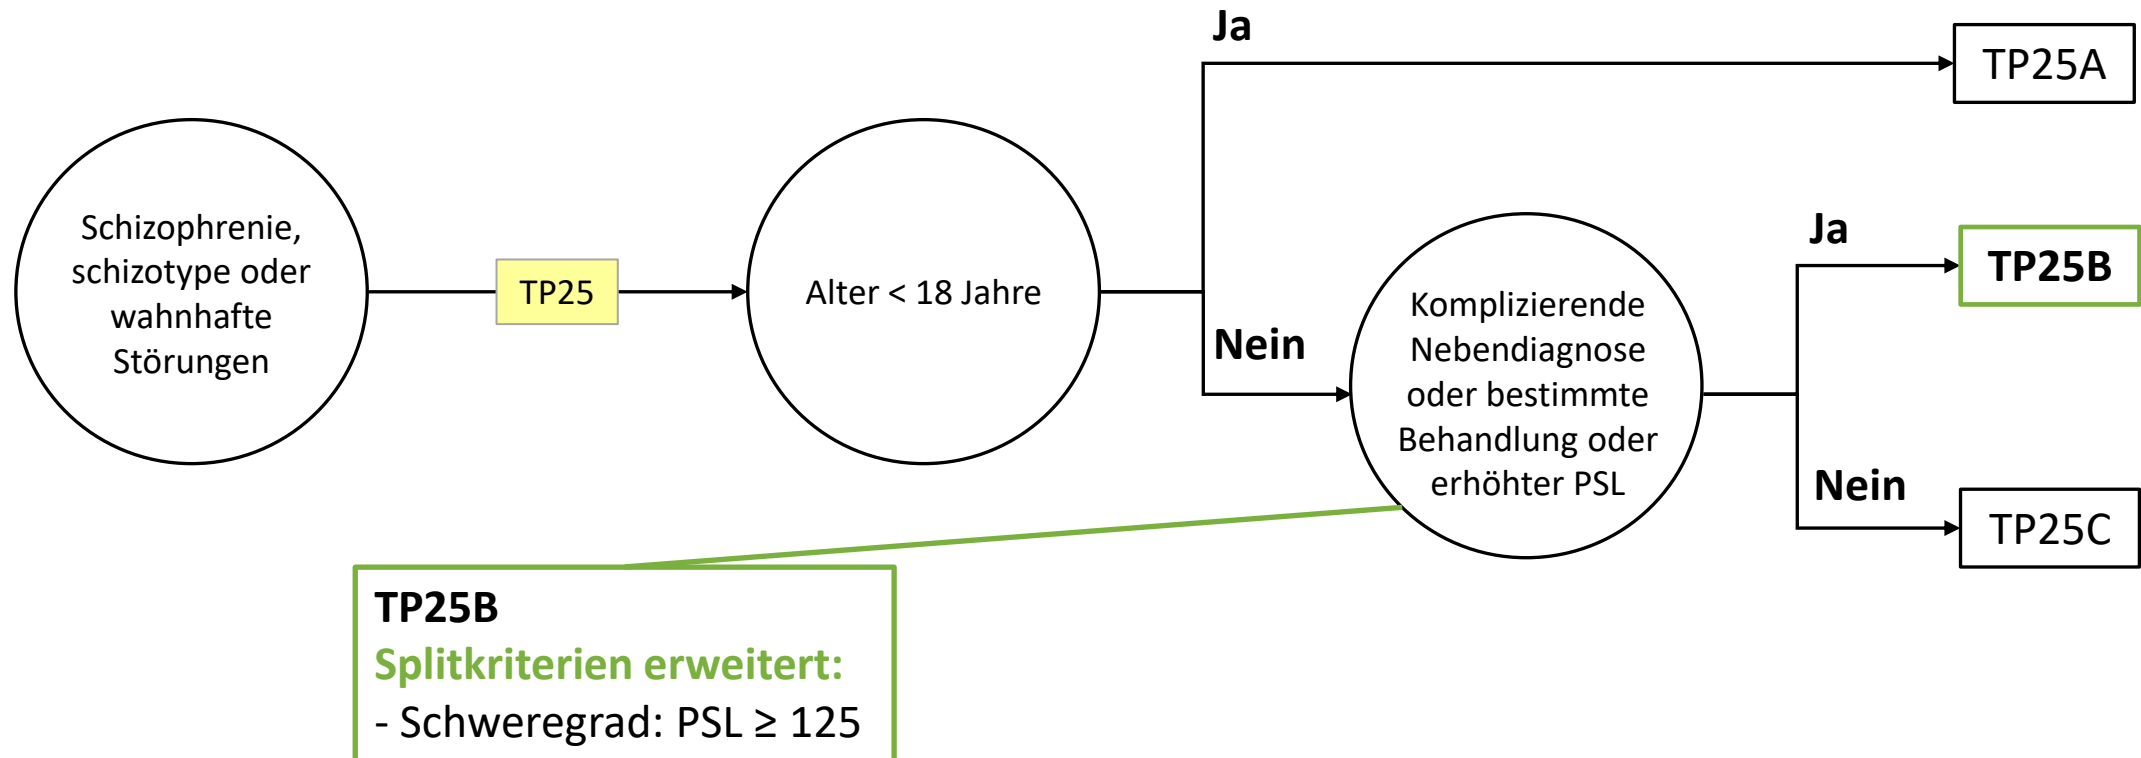 Schizophrenie,
schizotype oder
wahnhafte
Störungen
TP25
Alter < 18 Jahre
Ja
TP25A
Nein
Komplizierende
Nebendiagnose
oder bestimmte
Behandlung oder
erhöhter PSL
Ja
TP25B
Nein
TP25C
TP25B
Splitkriterien erweitert:
- Schweregrad: PSL ≥ 125